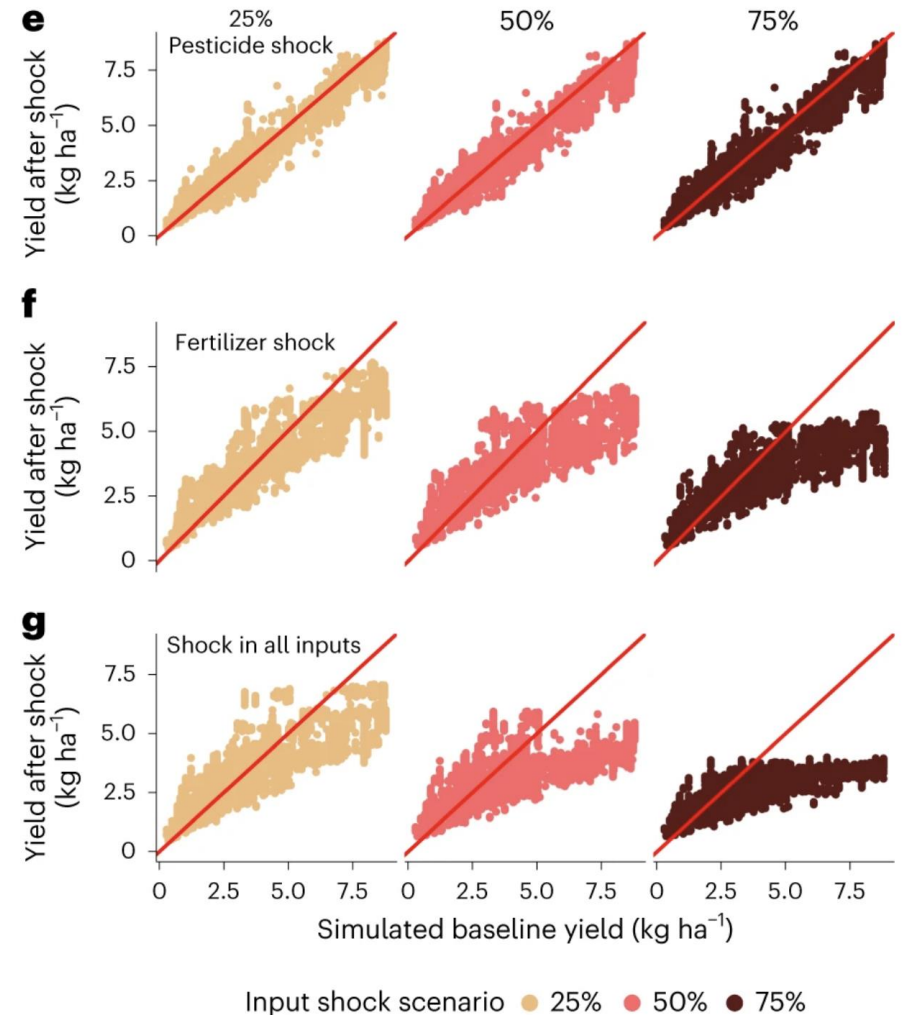 e
25%
50%
75%
Pesticide shock
Yield after shock
(kg ha⁻¹)
7.5
5.0
2.5
0
f
Fertilizer shock
Yield after shock
(kg ha⁻¹)
7.5
5.0
2.5
0
g
Shock in all inputs
Yield after shock
(kg ha⁻¹)
7.5
5.0
2.5
0
0 2.5 5.0 7.5 0 2.5 5.0 7.5 0 2.5 5.0 7.5
Simulated baseline yield (kg ha⁻¹)
Input shock scenario 25% 50% 75%